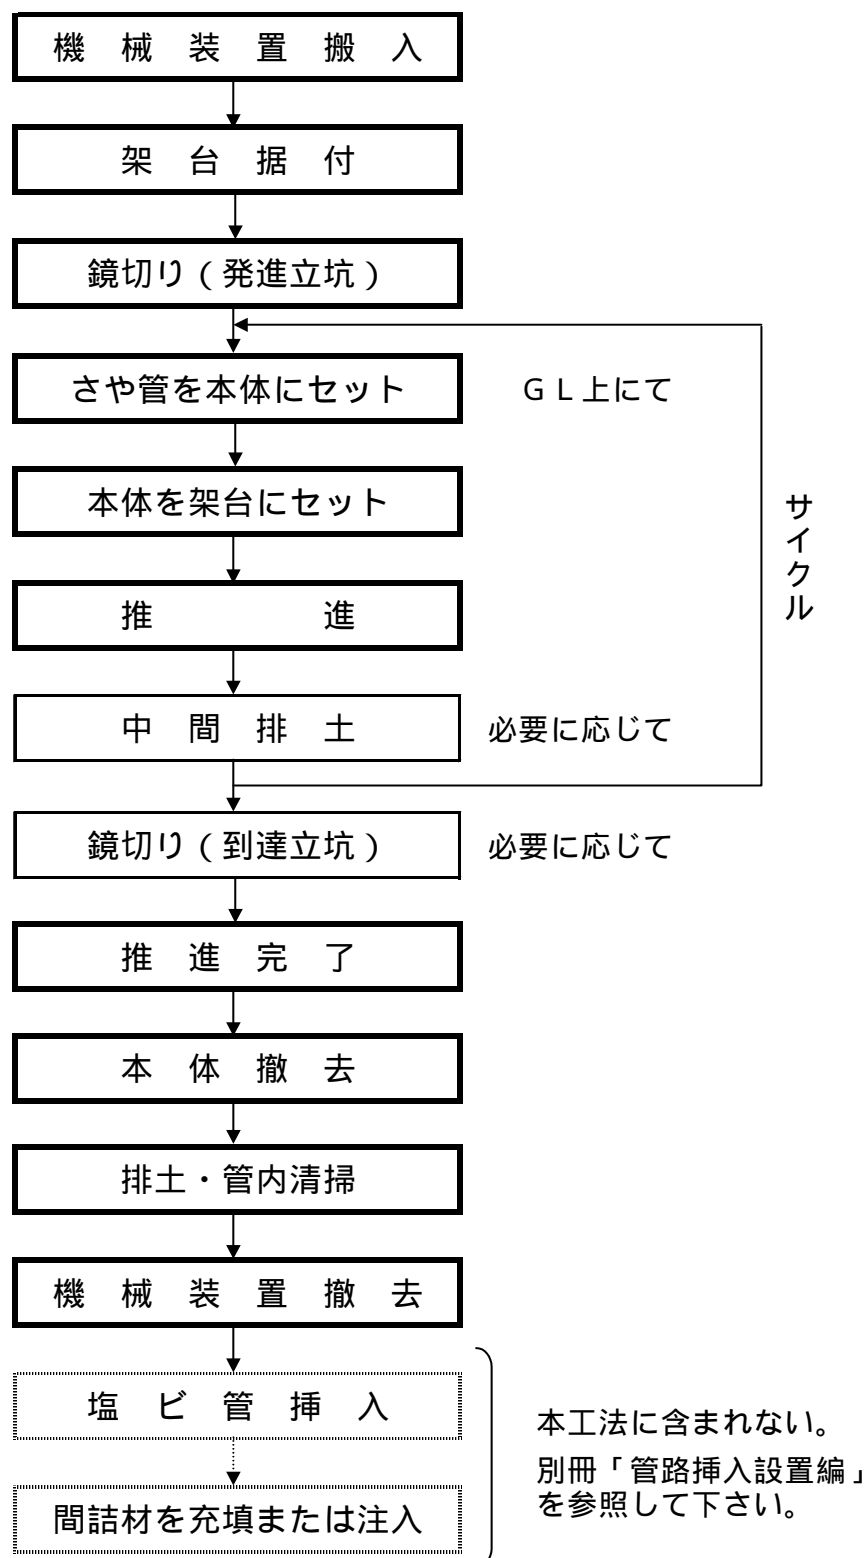 機械装置搬入
架台据付
鏡切り(発進立坑)
さや管を本体にセット
GL上にて
本体を架台にセット
サイクル
推進
中間排土
必要に応じて
鏡切り(到達立坑)
必要に応じて
推進完了
本体撤去
排土・管内清掃
機械装置撤去
塩ビ管挿入
本工法に含まれない。
別冊「管路挿入設置編」
を参照して下さい。
間詰材を充填または注入